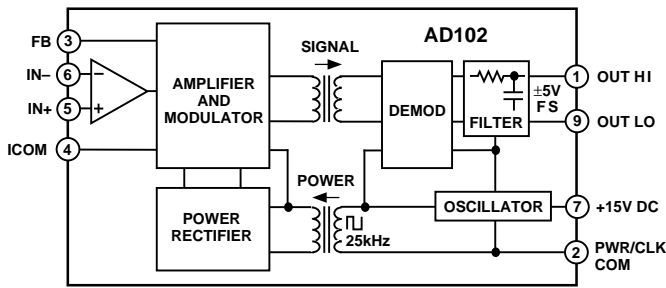 AD102
FB 3
IN– 6
IN+ 5
ICOM 4
–
+
AMPLIFIER
AND
MODULATOR
SIGNAL
DEMOD
±5V
F S
FILTER
1 OUT HI
9 OUT LO
POWER
RECTIFIER
POWER
25kHz
OSCILLATOR
7 +15V DC
2 PWR/CLK
COM